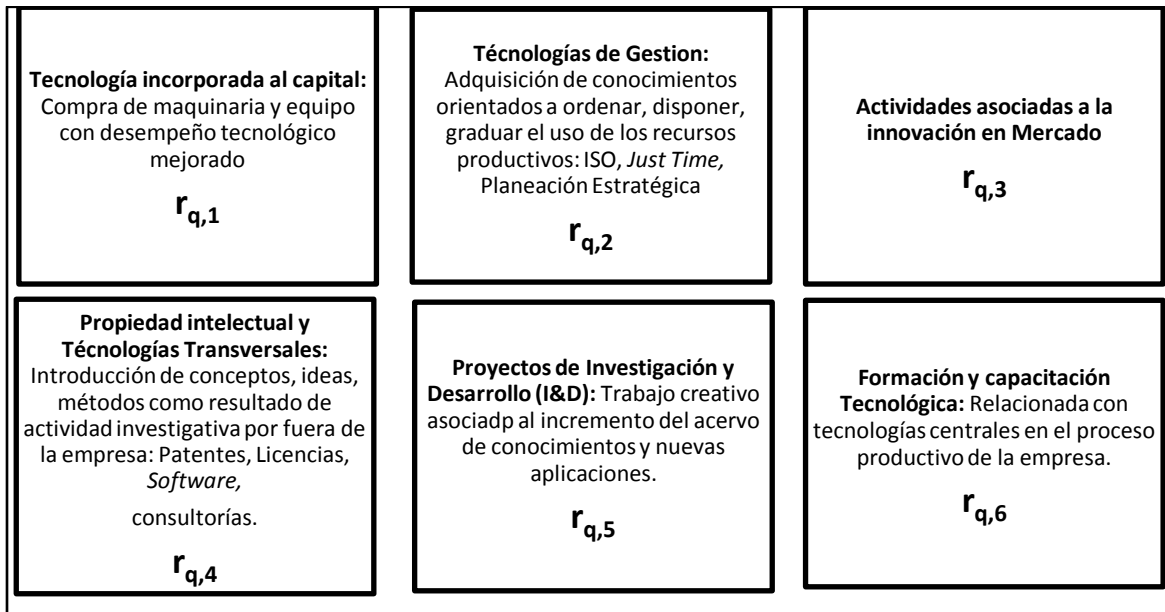 Tecnología incorporada al capital:
Compra de maquinaria y equipo
con desempeño tecnológico
mejorado
r q,1
Técnologías de Gestion:
Adquisición de conocimientos
orientados a ordenar, disponer,
graduar el uso de los recursos
productivos: ISO, Just Time,
Planeación Estratégica
r q,2
Actividades asociadas a la
innovación en Mercado
r q,3
Propiedad intelectual y
Técnologías Transversales:
Introducción de conceptos, ideas,
métodos como resultado de
actividad investigativa por fuera de
la empresa: Patentes, Licencias,
Software,
consultorías.
r q,4
Proyectos de Investigación y
Desarrollo (I&D): Trabajo creativo
asociadp al incremento del acervo
de conocimientos y nuevas
aplicaciones.
r q,5
Formación y capacitación
Tecnológica: Relacionada con
tecnologías centrales en el proceso
productivo de la empresa.
r q,6